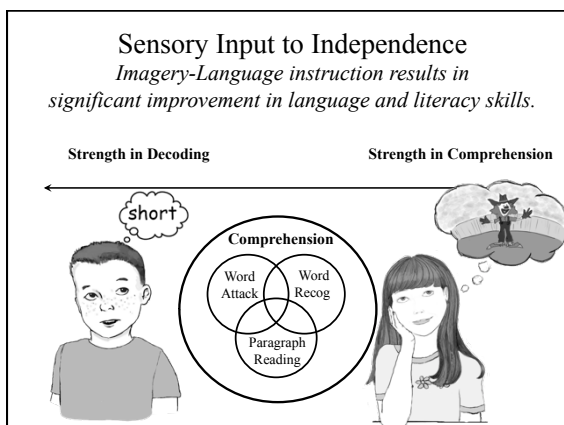 Sensory Input to Independence
Imagery-Language instruction results in
significant improvement in language and literacy skills.
Strength in Decoding
Strength in Comprehension
short
Comprehension
Word
Attack
Word
Recog
Paragraph
Reading